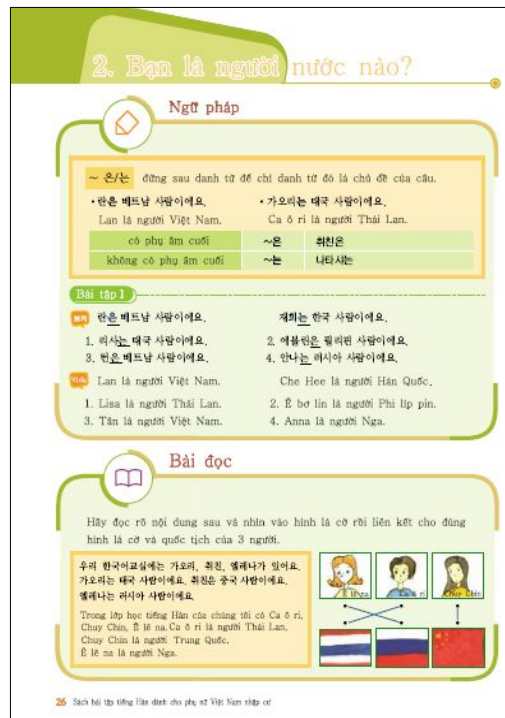 2. Bạn là người nước nào?
Ngữ pháp
~ 은/는 đứng sau danh từ để chỉ danh từ đó là chủ đề của câu.
• 란은 베트남 사람이에요. • 가오리는 태국 사람이에요.
Lan là người Việt Nam. Ca ô ri là người Thái Lan.
có phụ âm cuối ~은 취친은
không có phụ âm cuối ~는 나타샤는
Bài tập 1
보기 란은 베트남 사람이에요. 재희는 한국 사람이에요.
1. 리사는 태국 사람이에요. 2. 에블린은 필리핀 사람이에요.
3. 턴은 베트남 사람이에요. 4. 안나는 러시아 사람이에요.
Ví dụ Lan là người Việt Nam. Che Hee là người Hàn Quốc.
1. Lisa là người Thái Lan. 2. Ê bơ lin là người Phi líp pin.
3. Tân là người Việt Nam. 4. Anna là người Nga.
Bài đọc
Hãy đọc rõ nội dung sau và nhìn vào hình lá cờ rồi liên kết cho đúng
hình lá cờ và quốc tịch của 3 người.
우리 한국어교실에는 가오리, 취친, 엘레나가 있어요.
가오리는 태국 사람이에요. 취친은 중국 사람이에요.
엘레나는 러시아 사람이에요.
Trong lớp học tiếng Hàn của chúng tôi có Ca ô ri,
Chuy Chin, Ê lê na. Ca ô ri là người Thái Lan,
Chuy Chin là người Trung Quốc.
Ê lê na là người Nga.
Ê lê na Ca ô ri Chuy Chin
26 Sách bài tập tiếng Hàn dành cho phụ nữ Việt Nam nhập cư